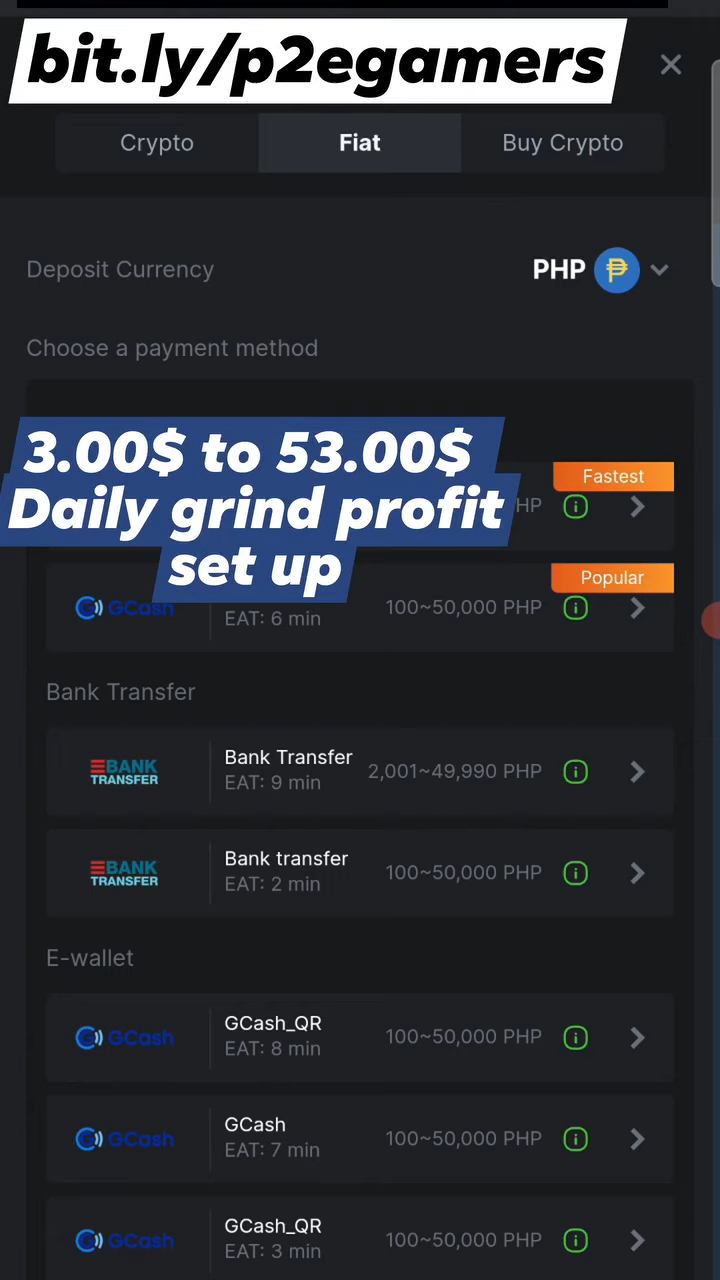 bit.ly/p2egamers
Crypto
Fiat
Buy Crypto
Deposit Currency
PHP
Choose a payment method
3.00$ to 53.00$
Daily grind profit
set up
Fastest
HP
Popular
GCash
EAT: 6 min
100~50,000 PHP
Bank Transfer
BANK
TRANSFER
Bank Transfer
EAT: 9 min
2,001~49,990 PHP
BANK
TRANSFER
Bank transfer
EAT: 2 min
100~50,000 PHP
E-wallet
GCash
GCash_QR
EAT: 8 min
100~50,000 PHP
GCash
GCash
EAT: 7 min
100~50,000 PHP
GCash
GCash_QR
EAT: 3 min
100~50,000 PHP